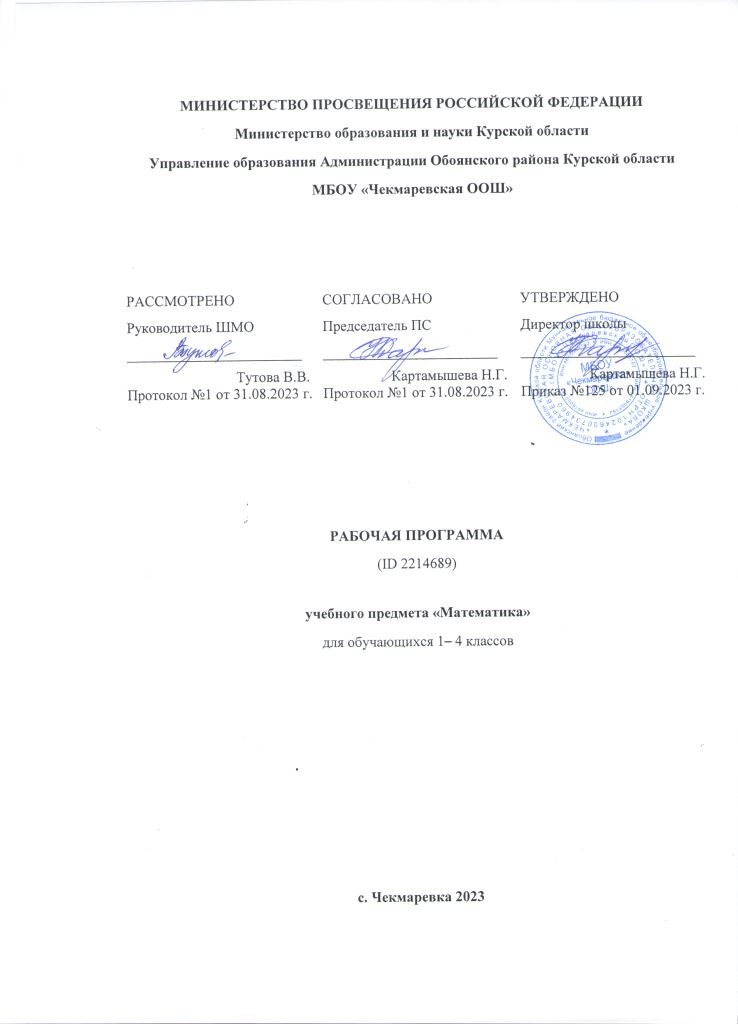 МИНИСТЕРСТВО ПРОСВЕЩЕНИЯ РОССИЙСКОЙ ФЕДЕРАЦИИ
Министерство образования и науки Курской области
Управление образования Администрации Обоянского района Курской области
МБОУ «Чекмаревская ООШ»
РАССМОТРЕНО
Руководитель ШМО
Тутова В.В.
Протокол №1 от 31.08.2023 г.
СОГЛАСОВАНО
Председатель ПС
Картамышева Н.Г.
Протокол №1 от 31.08.2023 г.
УТВЕРЖДЕНО
Директор школы
Картамышева Н.Г.
Приказ №125 от 01.09.2023 г.
МБОУ
«Чекмаревская
РАБОЧАЯ ПРОГРАММА
(ID 2214689)
учебного предмета «Математика»
для обучающихся 1– 4 классов
с. Чекмаревка 2023